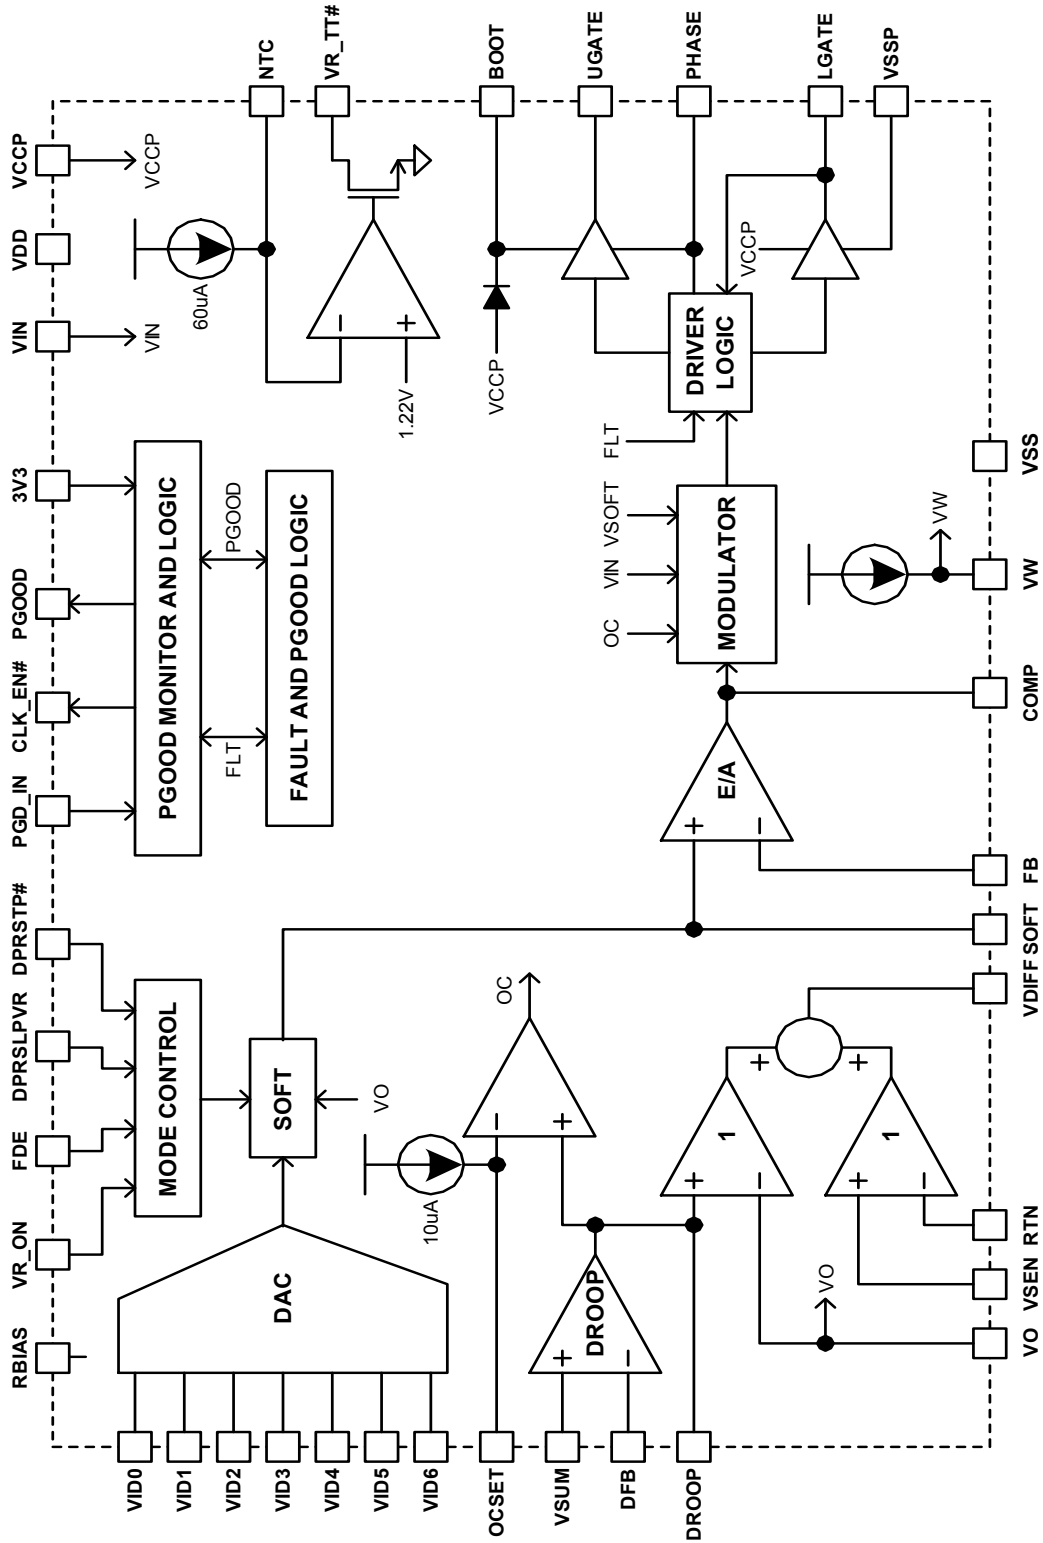 RBIAS
VR_ON
FDE
DPRSLPVR
DPRSTP#
PGD_IN
CLK_EN#
PGOOD
3V3
VIN
VDD
VCCP
VIN
VCCP
MODE CONTROL
PGOOD MONITOR AND LOGIC
FLT
PGOOD
FAULT AND PGOOD LOGIC
60uA
NTC
VR_TT#
1.22V
VID0
VID1
VID2
VID3
VID4
VID5
VID6
DAC
SOFT
VO
10uA
OC
OCSET
VSUM
DFB
DROOP
DROOP
1
1
VO
E/A
OC
VIN
VSOFT
MODULATOR
FLT
DRIVER
LOGIC
VCCP
VCCP
BOOT
UGATE
PHASE
LGATE
VSSP
VW
VO
VSEN
RTN
VDIFF
SOFT
FB
COMP
VW
VSS